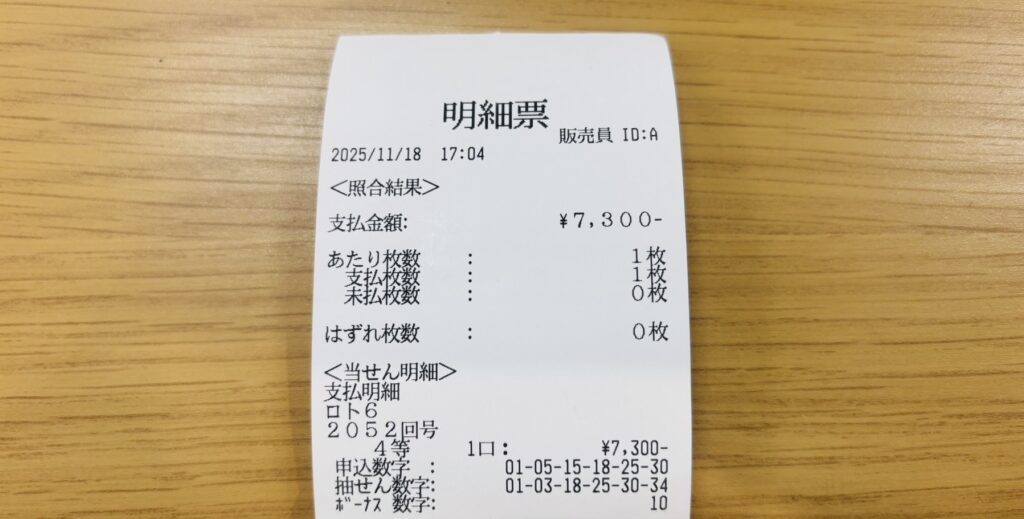 明細票
販売員 ID:A
2025/11/18 17:04
<照合結果>
支払金額: ¥7,300-
あたり枚数 : 1枚
支払枚数 : 1枚
未払枚数 : 0枚
はずれ枚数 : 0枚
<当せん明細>
支払明細
ロト6
2052回号
4等 1口: ¥7,300-
申込数字 : 01-05-15-18-25-30
抽せん数字: 01-03-18-25-30-34
ボーナス 数字: 10